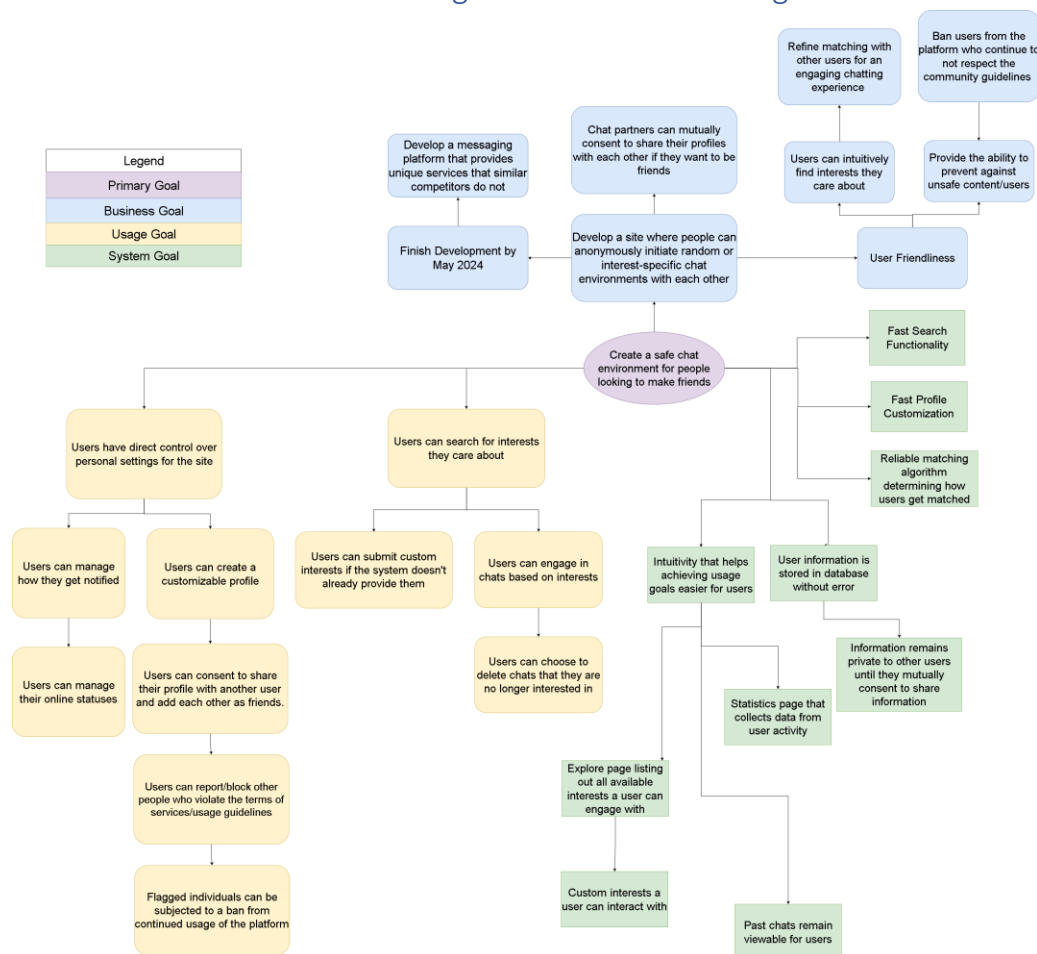 Refine matching with
other users for an
engaging chatting
experience
Ban users from the
platform who continue to
not respect the
community guidelines
Develop a messaging
platform that provides
unique services that similar
competitors do not
Chat partners can mutually
consent to share their profiles
with each other if they want to be
friends
Users can intuitively
find interests they
care about
Provide the ability to
prevent against
unsafe content/users
Legend
Primary Goal
Business Goal
Usage Goal
System Goal
Finish Development by
May 2024
Develop a site where people can
anonymously initiate random or
interest-specific chat
environments with each other
User Friendliness
Create a safe chat
environment for people
looking to make friends
Fast Search
Functionality
Fast Profile
Customization
Reliable matching
algorithm
determining how
users get matched
Users have direct control over
personal settings for the site
Users can search for interests
they care about
Users can manage
how they get notified
Users can create a
customizable profile
Users can submit custom
interests if the system doesn't
already provide them
Users can engage in
chats based on interests
Intuitivity that helps
achieving usage
goals easier for users
User information is
stored in database
without error
Users can manage
their online statuses
Users can consent to share
their profile with another user
and add each other as friends.
Users can choose to
delete chats that they are
no longer interested in
Information remains
private to other users
until they mutually
consent to share
information
Statistics page that
collects data from
user activity
Users can report/block other
people who violate the terms of
services/usage guidelines
Explore page listing
out all available
interests a user can
engage with
Flagged individuals can be
subjected to a ban from
continued usage of the platform
Custom interests a
user can interact with
Past chats remain
viewable for users